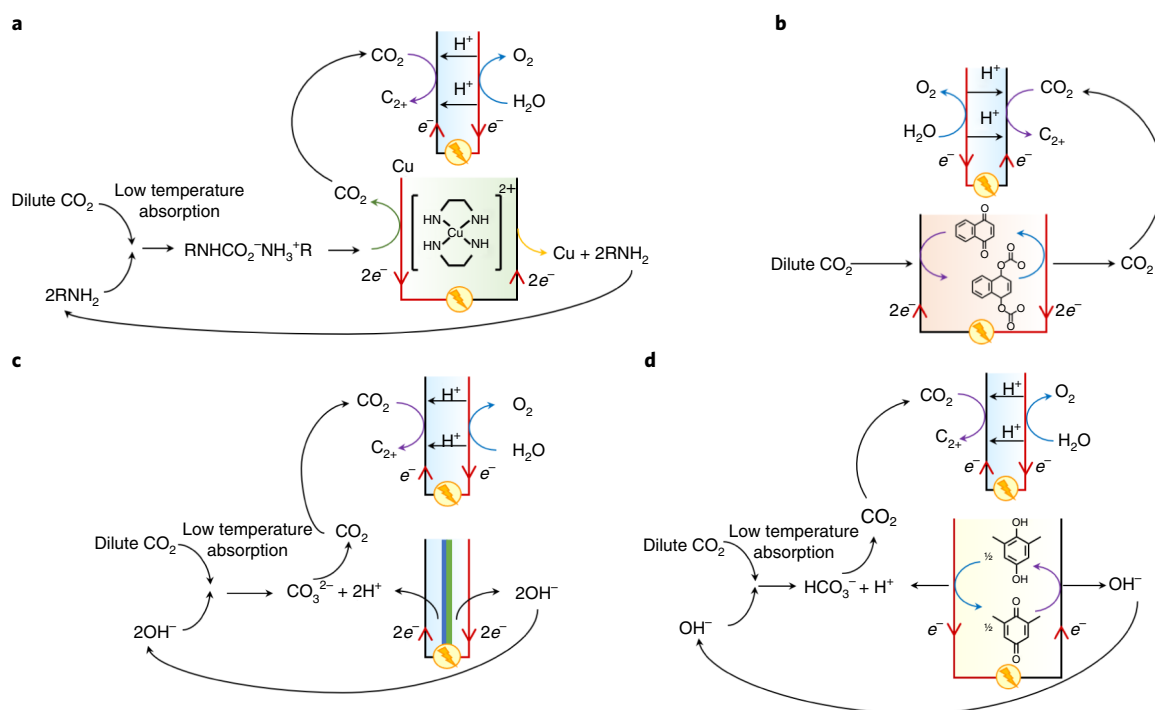 a
CO₂
H⁺
O₂
H⁺
C₂₊
H₂O
e⁻
e⁻
Cu
Dilute CO₂
Low temperature
absorption
CO₂
2+
HN
NH
Cu
HN
NH
RNHCO₂⁻NH₃⁺R
Cu + 2RNH₂
2RNH₂
2e⁻
2e⁻
b
H⁺
O₂
CO₂
H⁺
H₂O
C₂₊
e⁻
e⁻
O
O
Dilute CO₂
O
O
O
O
O
O
CO₂
2e⁻
2e⁻
c
CO₂
H⁺
O₂
H⁺
C₂₊
H₂O
e⁻
e⁻
Dilute CO₂
Low temperature
absorption
CO₂
CO₃²⁻ + 2H⁺
2OH⁻
2OH⁻
2e⁻
2e⁻
d
CO₂
H⁺
O₂
H⁺
C₂₊
H₂O
e⁻
e⁻
Dilute CO₂
Low temperature
absorption
CO₂
OH
½
OH
HCO₃⁻ + H⁺
OH⁻
OH⁻
O
½
O
e⁻
e⁻